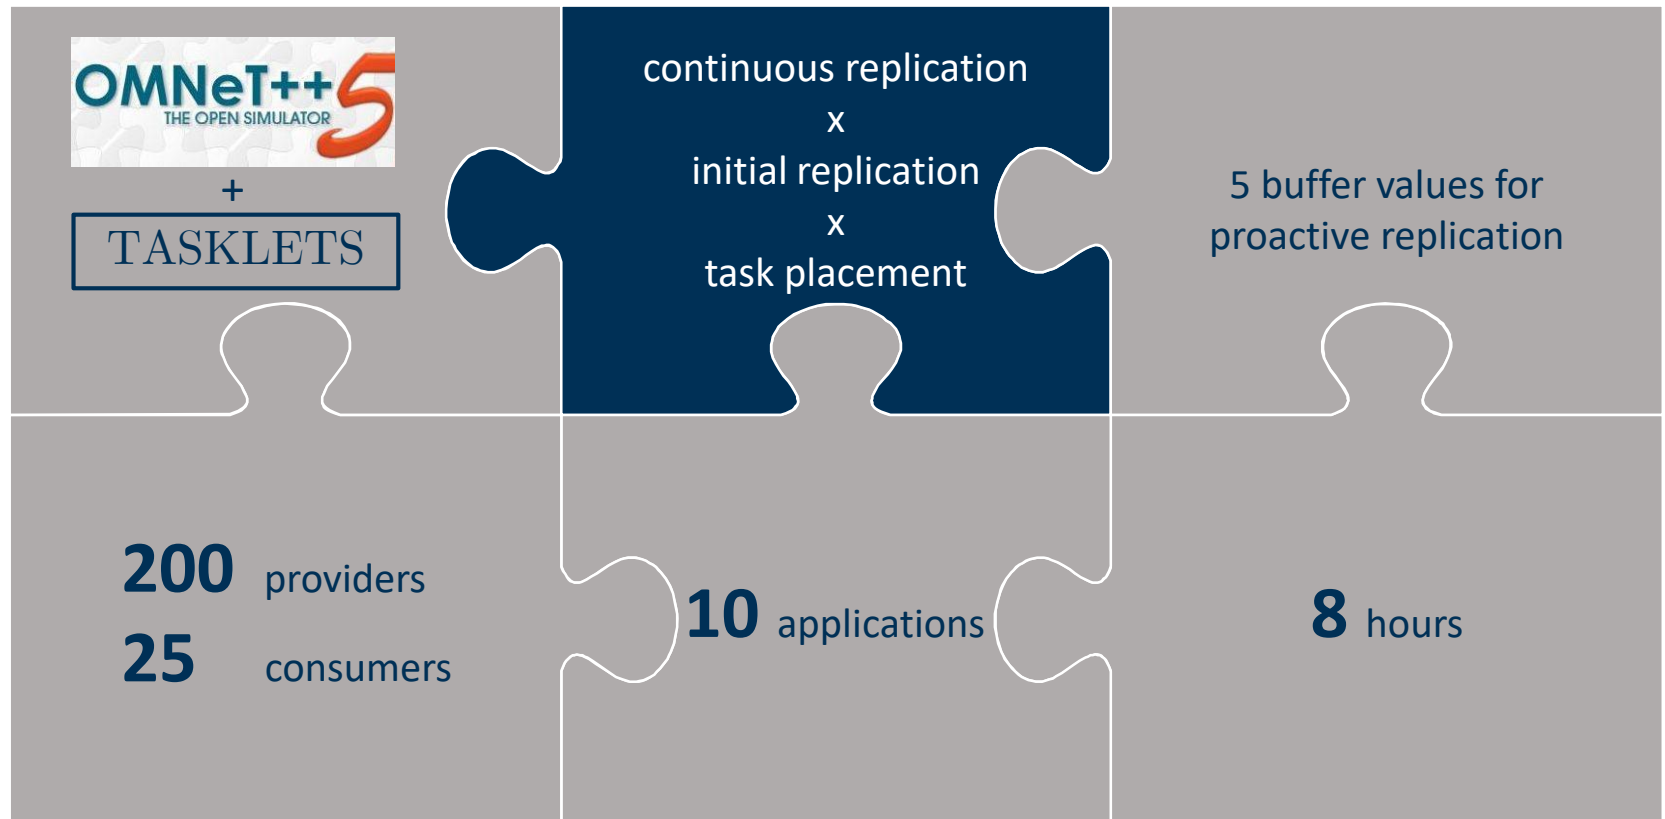 OMNeT++5
THE OPEN SIMULATOR
+
TASKLETS
continuous replication
x
initial replication
x
task placement
5 buffer values for
proactive replication
200 providers
25 consumers
10 applications
8 hours